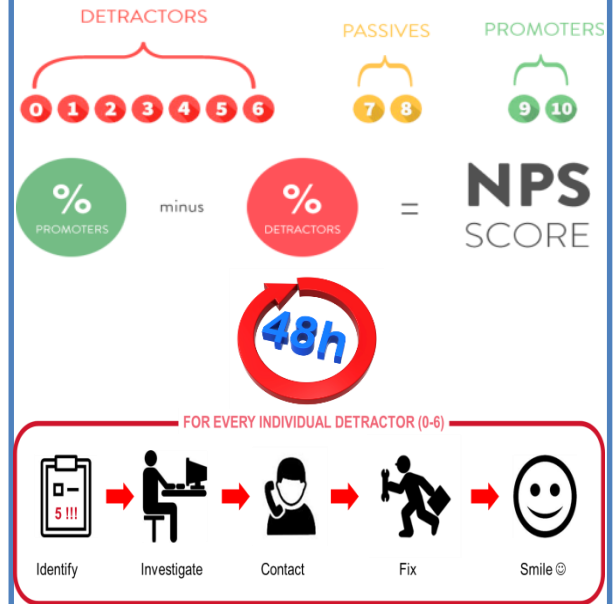 DETRACTORS PASSIVES PROMOTERS
0 1 2 3 4 5 6 7 8 9 10
% PROMOTERS minus % DETRACTORS = NPS SCORE
48h
FOR EVERY INDIVIDUAL DETRACTOR (0-6)
5 !!!
Identify Investigate Contact Fix Smile ☺